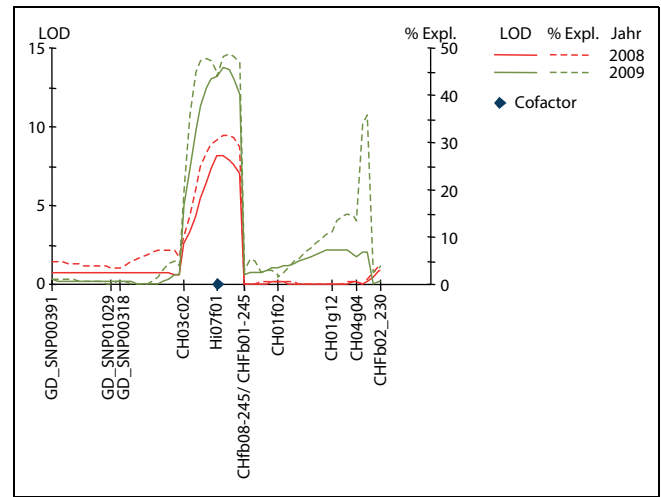 LOD
% Expl.
LOD % Expl. Jahr
2008
2009
Cofactor
15
10
5
0
50
40
30
20
10
0
GD_SNP00391
GD_SNP01029
GD_SNP00318
CH03c02
Hi07f01
CHfb08-245/ CHFb01-245
CH01f02
CH01g12
CH04g04
CHFb02_230